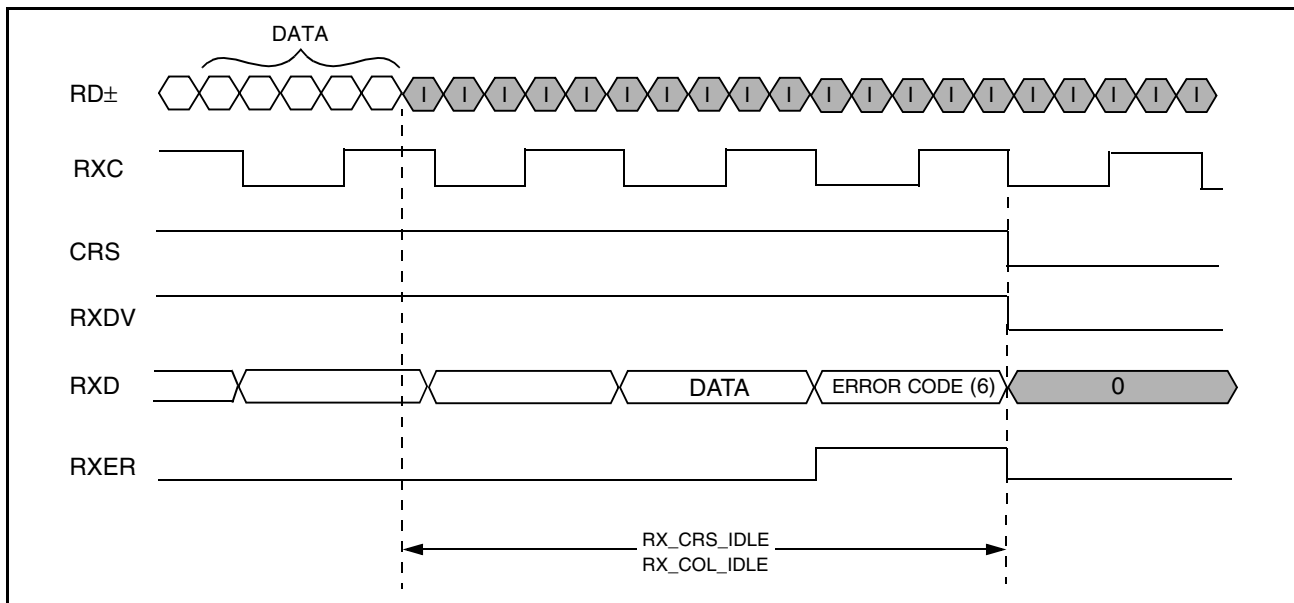 DATA
RD± I I I I I I I I I I I I I I I I I I I I
RXC
CRS
RXDV
RXD DATA ERROR CODE (6) 0
RXER
RX_CRS_IDLE
RX_COL_IDLE